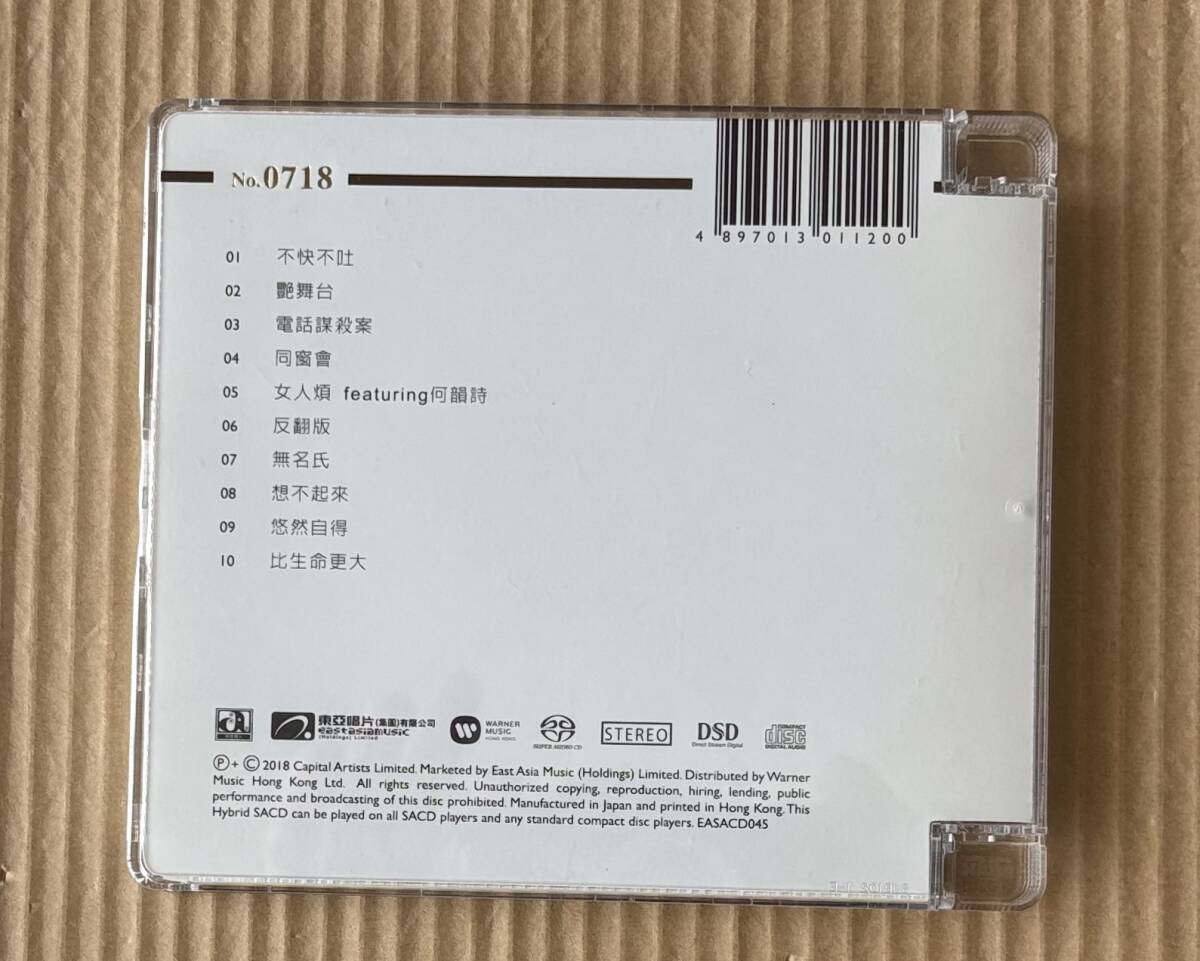 No.0718
4 897013 011200
01 不快不吐
02 艷舞台
03 電話謀殺案
04 同窗會
05 女人煩 featuring何韻詩
06 反翻版
07 無名氏
08 想不起來
09 悠然自得
10 比生命更大
東亞唱片(集團)有限公司
eastasiamusic
(Holdings) Limited
WARNER
MUSIC
HONG KONG
SUPER AUDIO CD
STEREO
DSD
Direct Stream Digital
COMPACT
disc
DIGITAL AUDIO
Ⓟ+ © 2018 Capital Artists Limited. Marketed by East Asia Music (Holdings) Limited. Distributed by Warner
Music Hong Kong Ltd. All rights reserved. Unauthorized copying, reproduction, hiring, lending, public
performance and broadcasting of this disc prohibited. Manufactured in Japan and printed in Hong Kong. This
Hybrid SACD can be played on all SACD players and any standard compact disc players. EASACD045